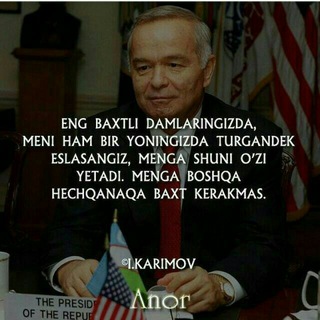 ENG BAXTLI DAMLARINGIZDA,
MENI HAM BIR YONINGIZDA TURGANDEK
ESLASANGIZ, MENGA SHUNI O'ZI
YETADI. MENGA BOSHQA
HECHQANAQA BAXT KERAKMAS.
©I.KARIMOV
Anor
THE PRESID
OF THE REPUB